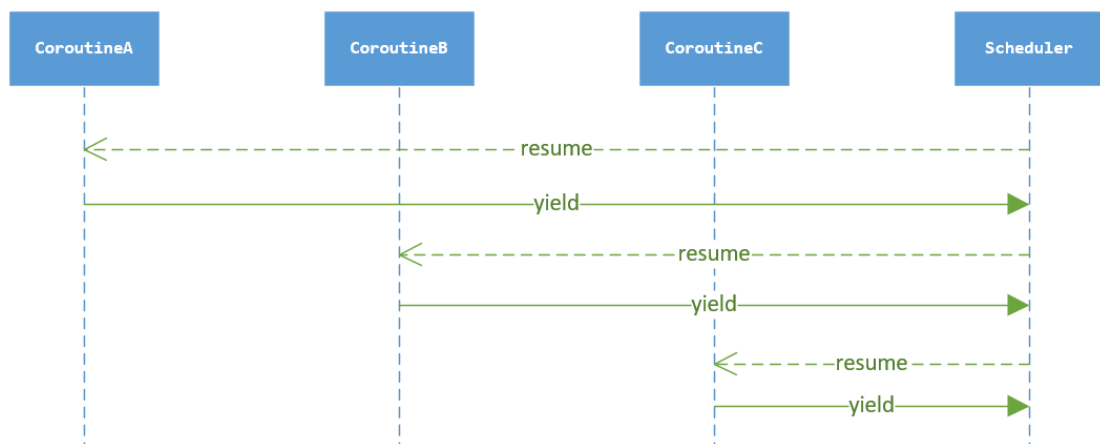 CoroutineA
CoroutineB
CoroutineC
Scheduler
resume
yield
resume
yield
resume
yield